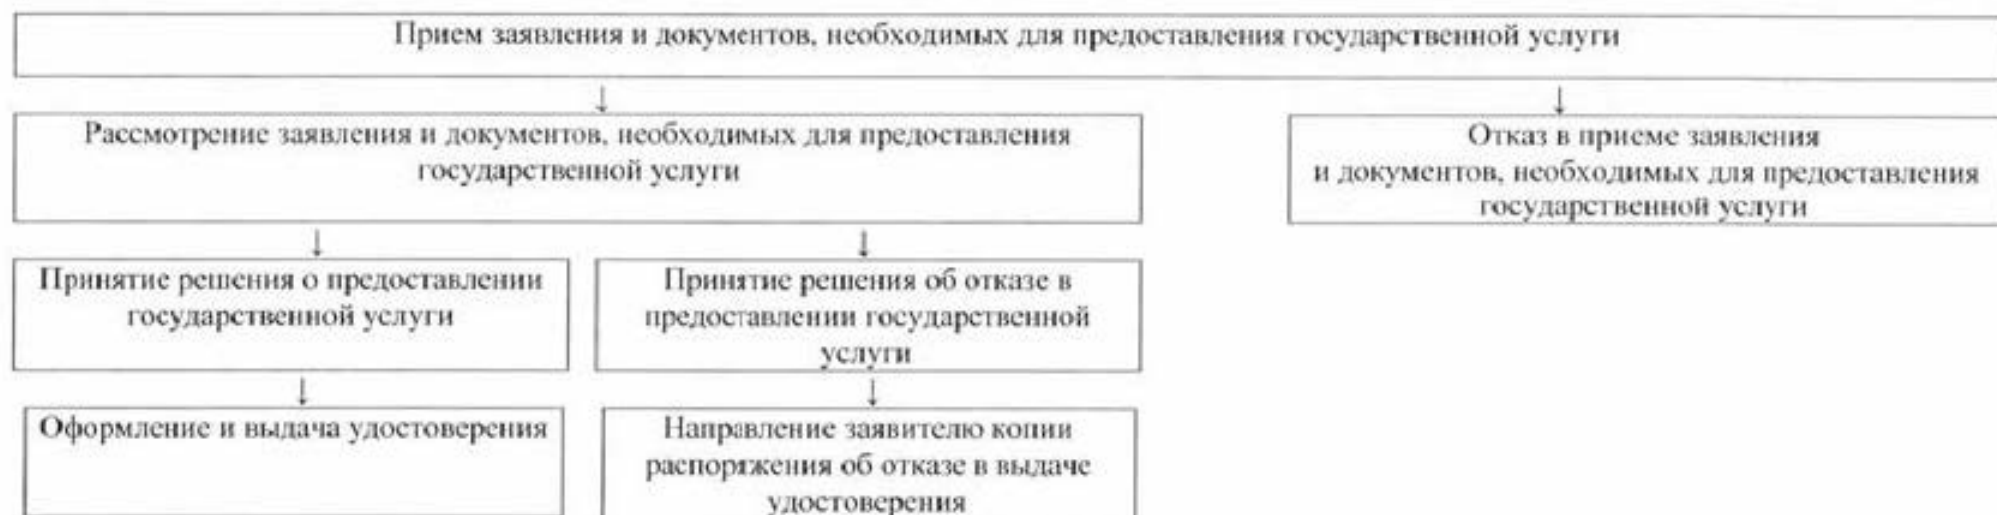 Прием заявления и документов, необходимых для предоставления государственной услуги
Рассмотрение заявления и документов, необходимых для предоставления
государственной услуги
Отказ в приеме заявления
и документов, необходимых для предоставления
государственной услуги
Принятие решения о предоставлении
государственной услуги
Принятие решения об отказе в
предоставлении государственной
услуги
Оформление и выдача удостоверения
Направление заявителю копии
распоряжения об отказе в выдаче
удостоверения